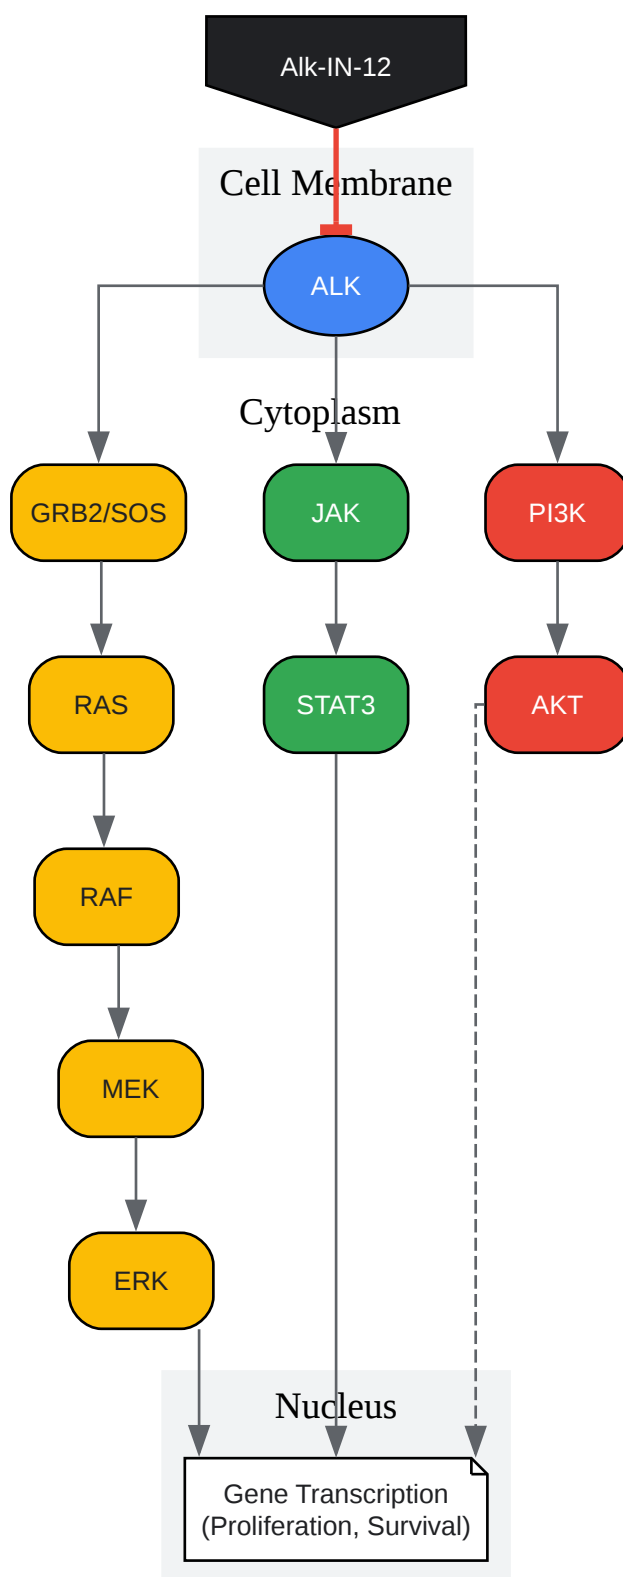 Alk-IN-12
Cell Membrane
ALK
Cytoplasm
GRB2/SOS
JAK
PI3K
RAS
STAT3
AKT
RAF
MEK
ERK
Nucleus
Gene Transcription
(Proliferation, Survival)